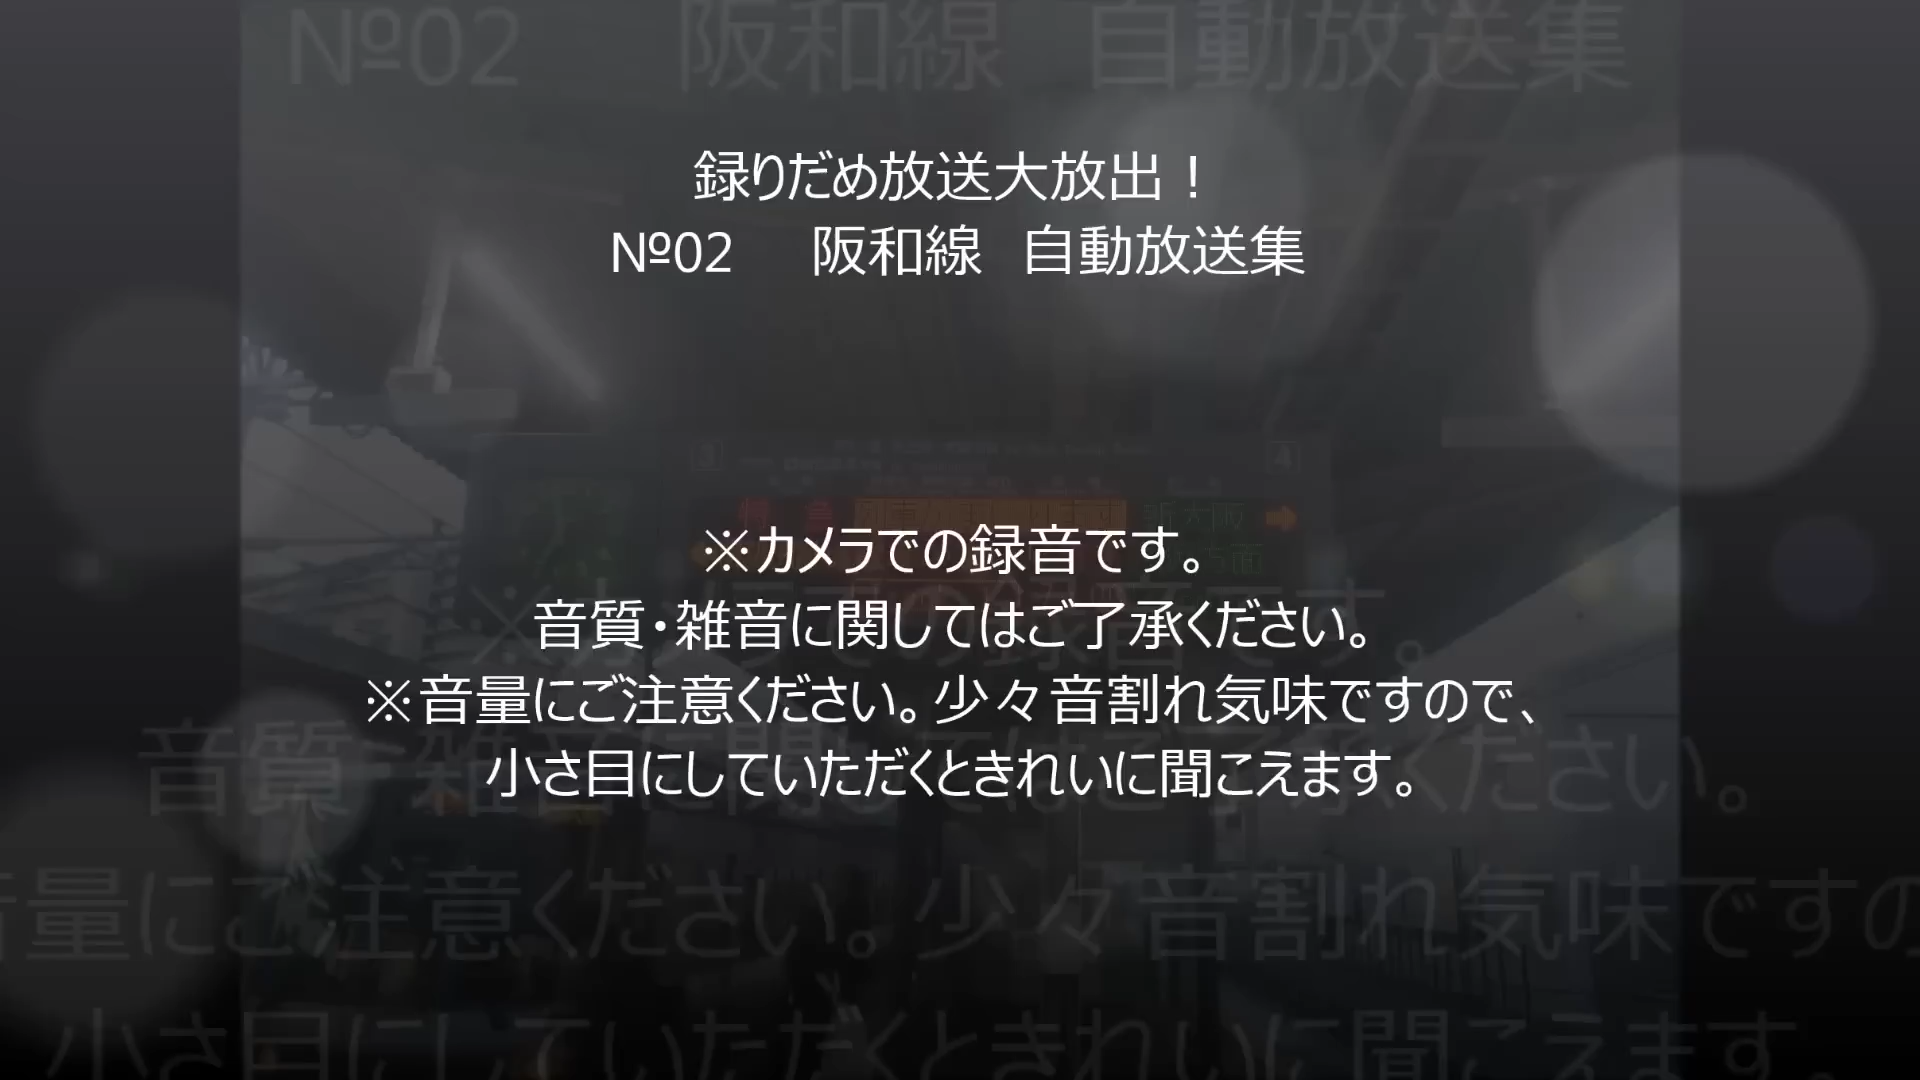 録りだめ放送大放出！
№02　阪和線　自動放送集
※カメラでの録音です。
音質・雑音に関してはご了承ください。
※音量にご注意ください。少々音割れ気味ですので、
小さ目にしていただくときれいに聞こえます。